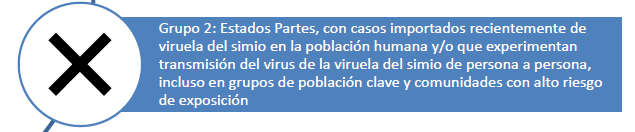 Grupo 2: Estados Partes, con casos importados recientemente de
viruela del simio en la población humana y/o que experimentan
transmisión del virus de la viruela del simio de persona a persona,
incluso en grupos de población clave y comunidades con alto riesgo
de exposición